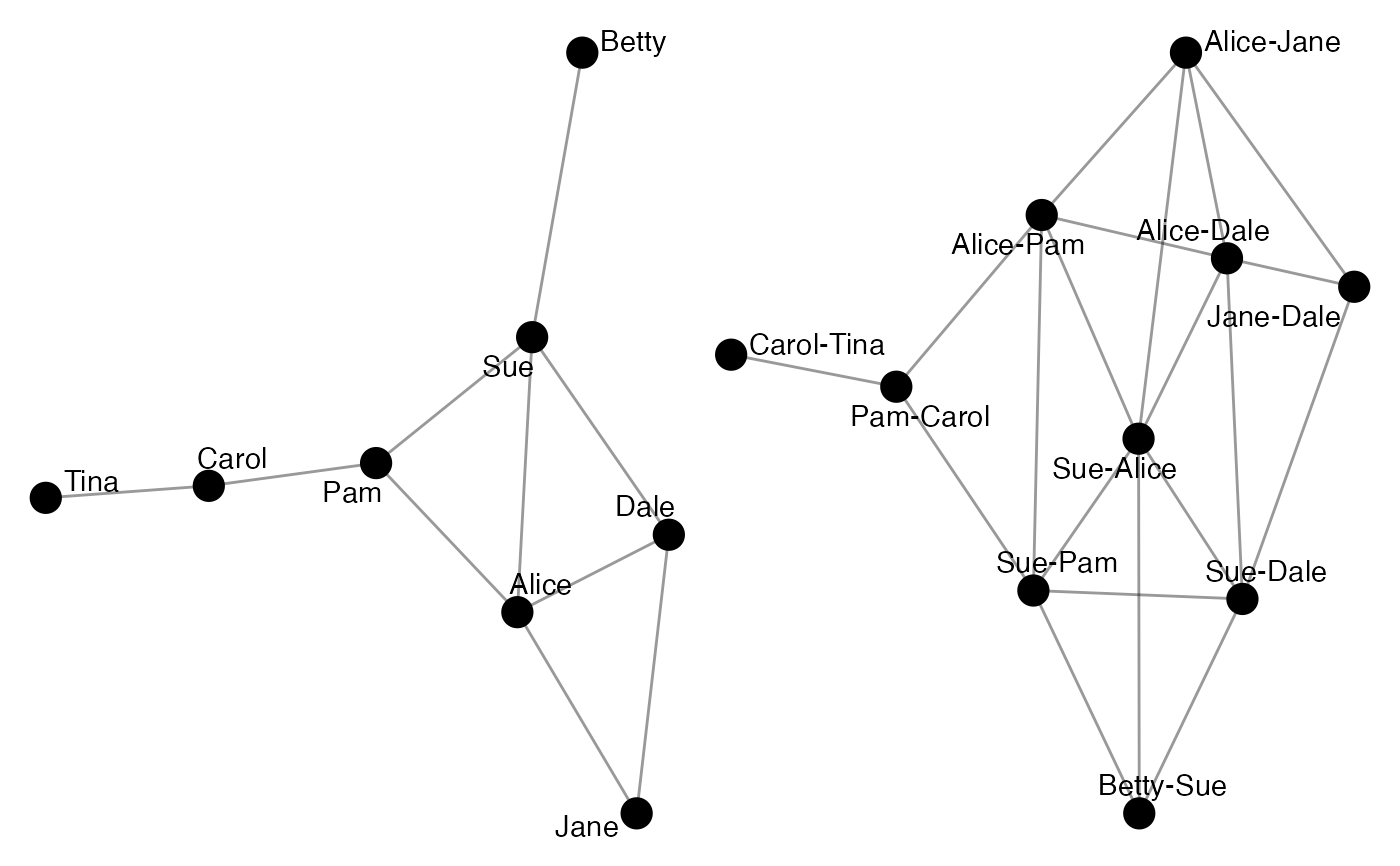 Betty
Sue
Tina
Carol
Pam
Dale
Alice
Jane
Alice-Jane
Alice-Pam
Alice-Dale
Jane-Dale
Carol-Tina
Pam-Carol
Sue-Alice
Sue-Pam
Sue-Dale
Betty-Sue